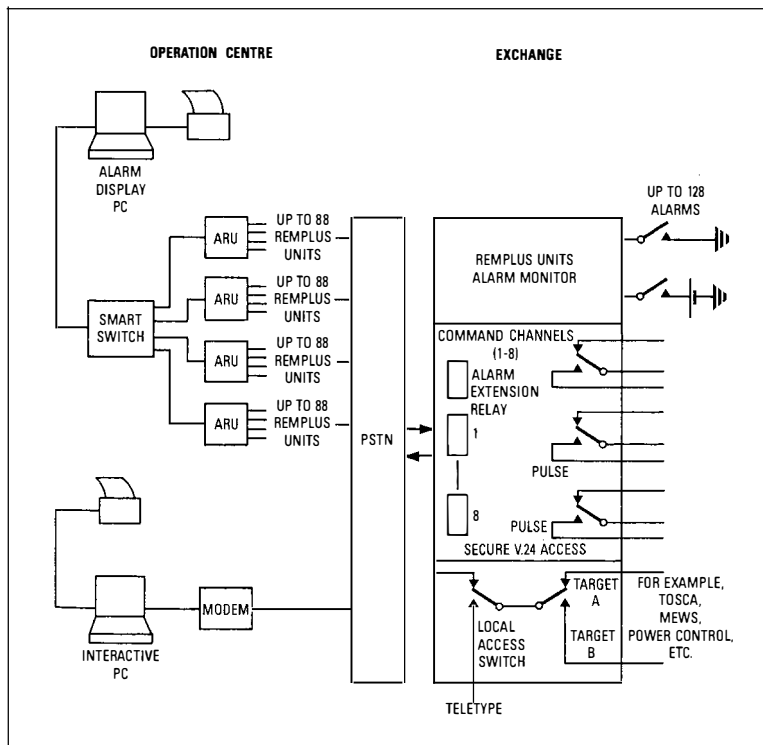 OPERATION CENTRE
EXCHANGE
ALARM
DISPLAY
PC
SMART
SWITCH
ARU
UP TO 88
REMPLUS
UNITS
ARU
UP TO 88
REMPLUS
UNITS
ARU
UP TO 88
REMPLUS
UNITS
ARU
UP TO 88
REMPLUS
UNITS
INTERACTIVE
PC
MODEM
PSTN
REMPLUS UNITS
ALARM MONITOR
UP TO 128
ALARMS
COMMAND CHANNELS
(1-8)
ALARM
EXTENSION
RELAY
1
PULSE
8
PULSE
SECURE V.24 ACCESS
TARGET
A
LOCAL
ACCESS
SWITCH
TARGET
B
TELETYPE
FOR EXAMPLE,
TOSCA,
MEWS,
POWER CONTROL,
ETC.